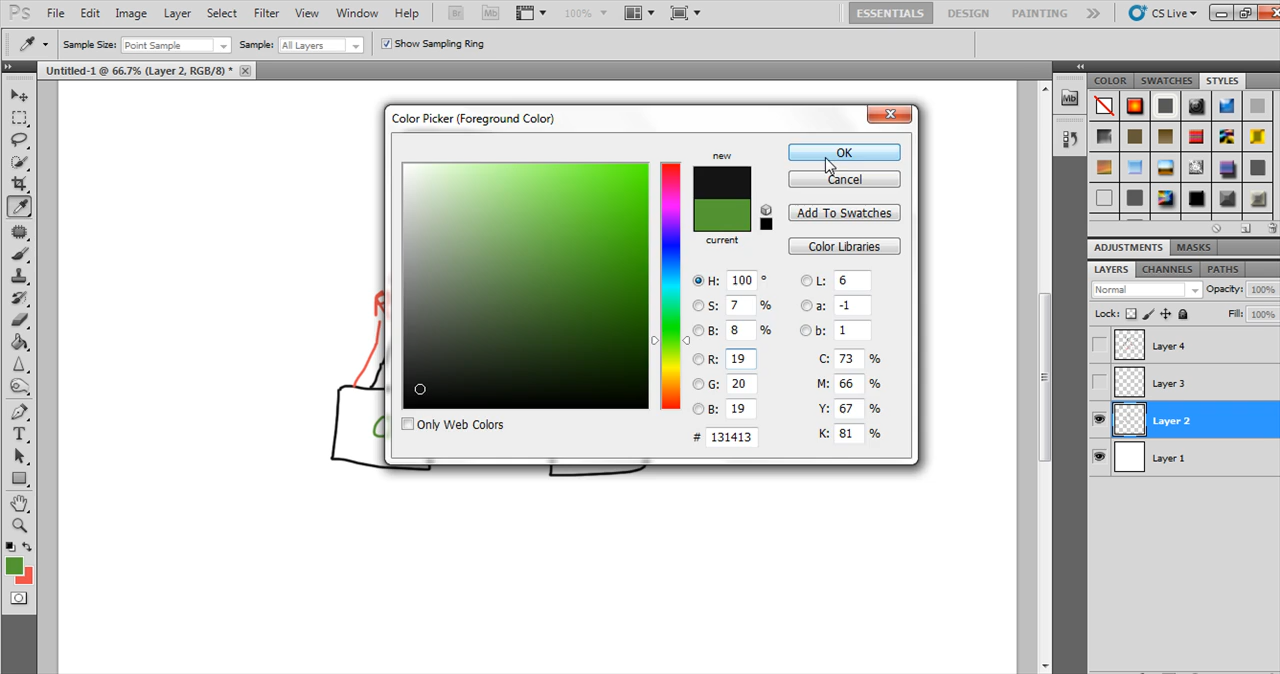 Ps File Edit Image Layer Select Filter View Window Help Br Mb 100% ESSENTIALS DESIGN PAINTING CS Live
Sample Size: Point Sample Sample: All Layers Show Sampling Ring
Untitled-1 @ 66.7% (Layer 2, RGB/8) *
Color Picker (Foreground Color)
new
current
OK
Cancel
Add To Swatches
Color Libraries
H: 100 °
S: 7 %
B: 8 %
R: 19
G: 20
B: 19
# 131413
L: 6
a: -1
b: 1
C: 73 %
M: 66 %
Y: 67 %
K: 81 %
Only Web Colors
Mb
COLOR SWATCHES STYLES
ADJUSTMENTS MASKS
LAYERS CHANNELS PATHS
Normal Opacity: 100%
Lock: Fill: 100%
Layer 4
Layer 3
Layer 2
Layer 1
T